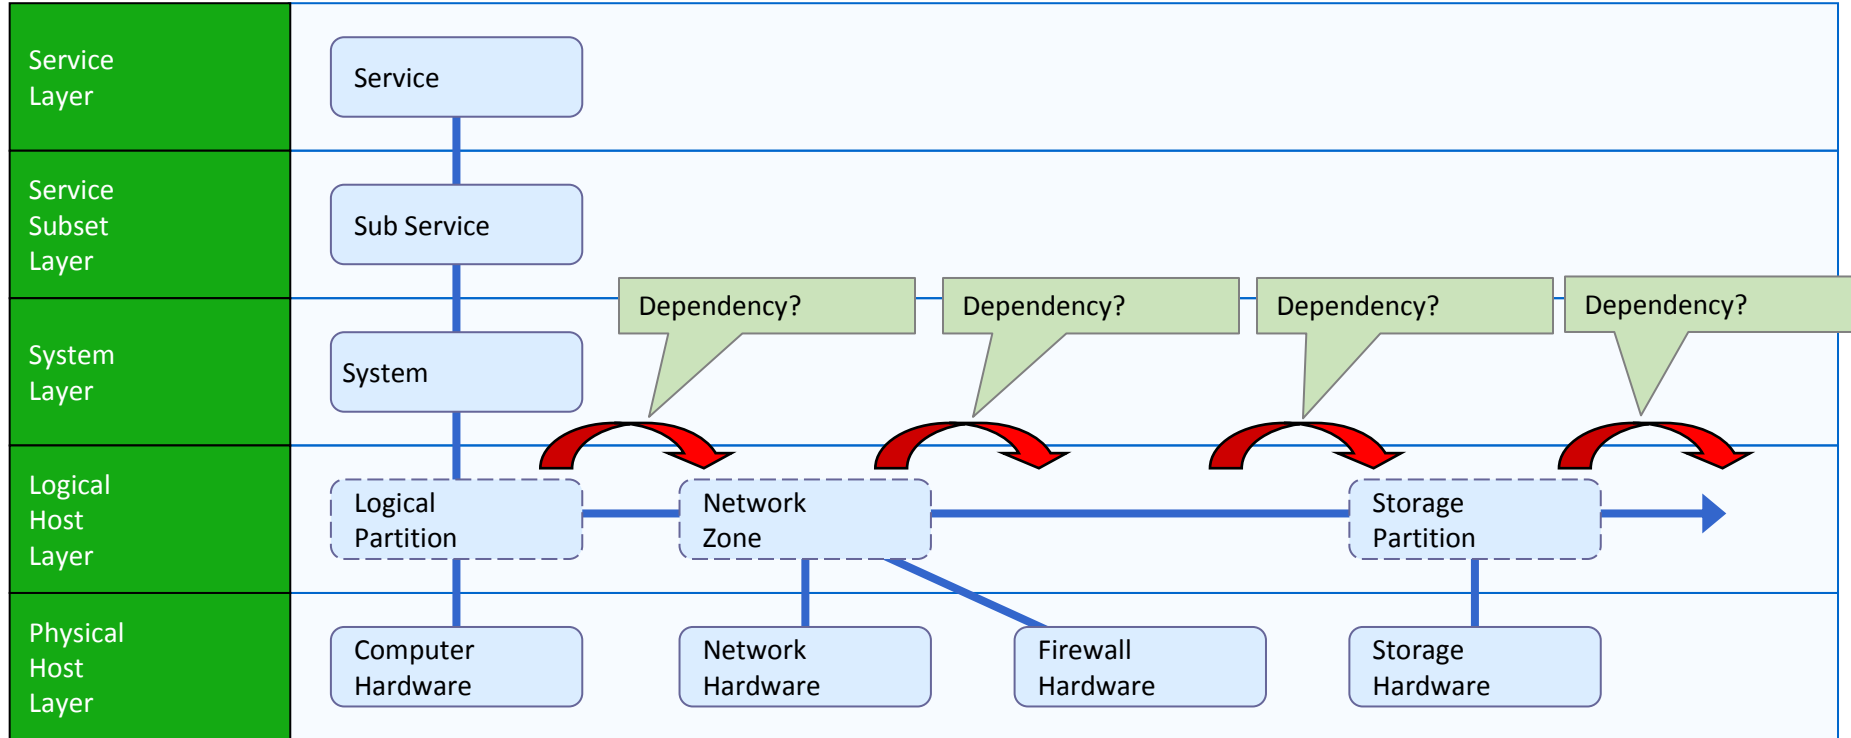 Service
Layer
Service
Service
Subset
Layer
Sub Service
Dependency?
Dependency?
Dependency?
Dependency?
System
Layer
System
Logical
Host
Layer
Logical
Partition
Network
Zone
Storage
Partition
Physical
Host
Layer
Computer
Hardware
Network
Hardware
Firewall
Hardware
Storage
Hardware